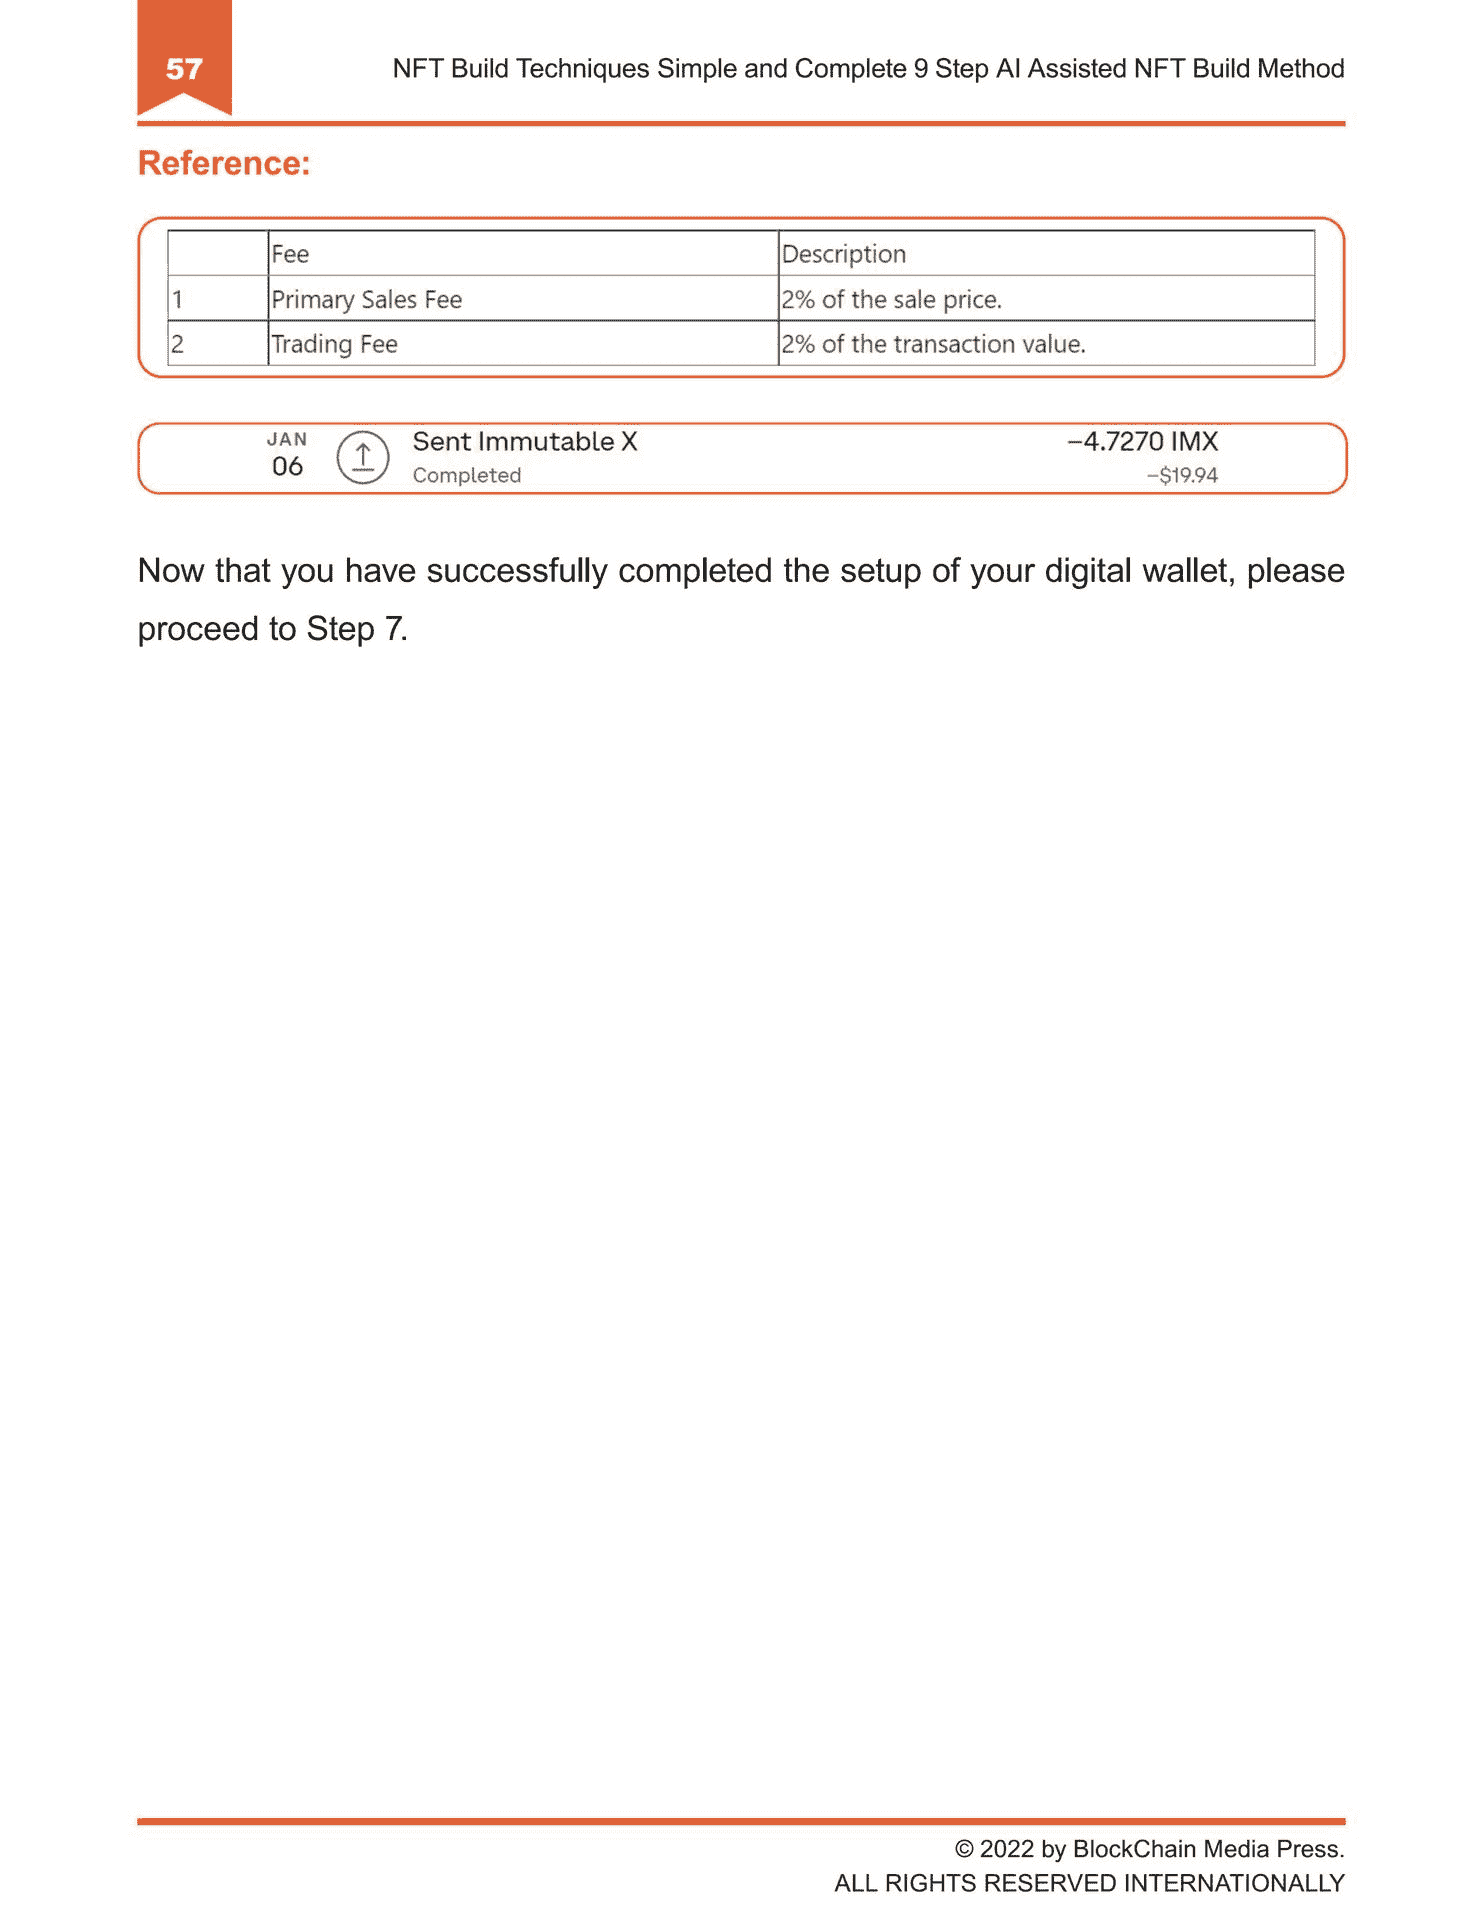 57
NFT Build Techniques Simple and Complete 9 Step AI Assisted NFT Build Method
Reference:
Fee Description
1 Primary Sales Fee 2% of the sale price.
2 Trading Fee 2% of the transaction value.
JAN Sent Immutable X –4.7270 IMX
06 Completed –$19.94
Now that you have successfully completed the setup of your digital wallet, please
proceed to Step 7.
© 2022 by BlockChain Media Press.
ALL RIGHTS RESERVED INTERNATIONALLY